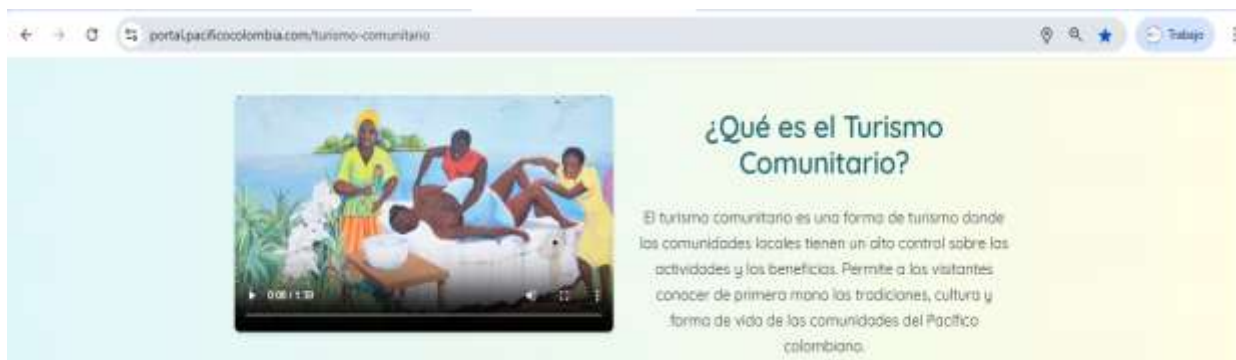 portal.pacificocolombia.com/turismo-comunitario
Trabajo
¿Qué es el Turismo
Comunitario?
El turismo comunitario es una forma de turismo donde
las comunidades locales tienen un alto control sobre las
actividades y los beneficios. Permite a los visitantes
conocer de primera mano las tradiciones, cultura y
forma de vida de las comunidades del Pacífico
colombiano.
0:00 / 1:33